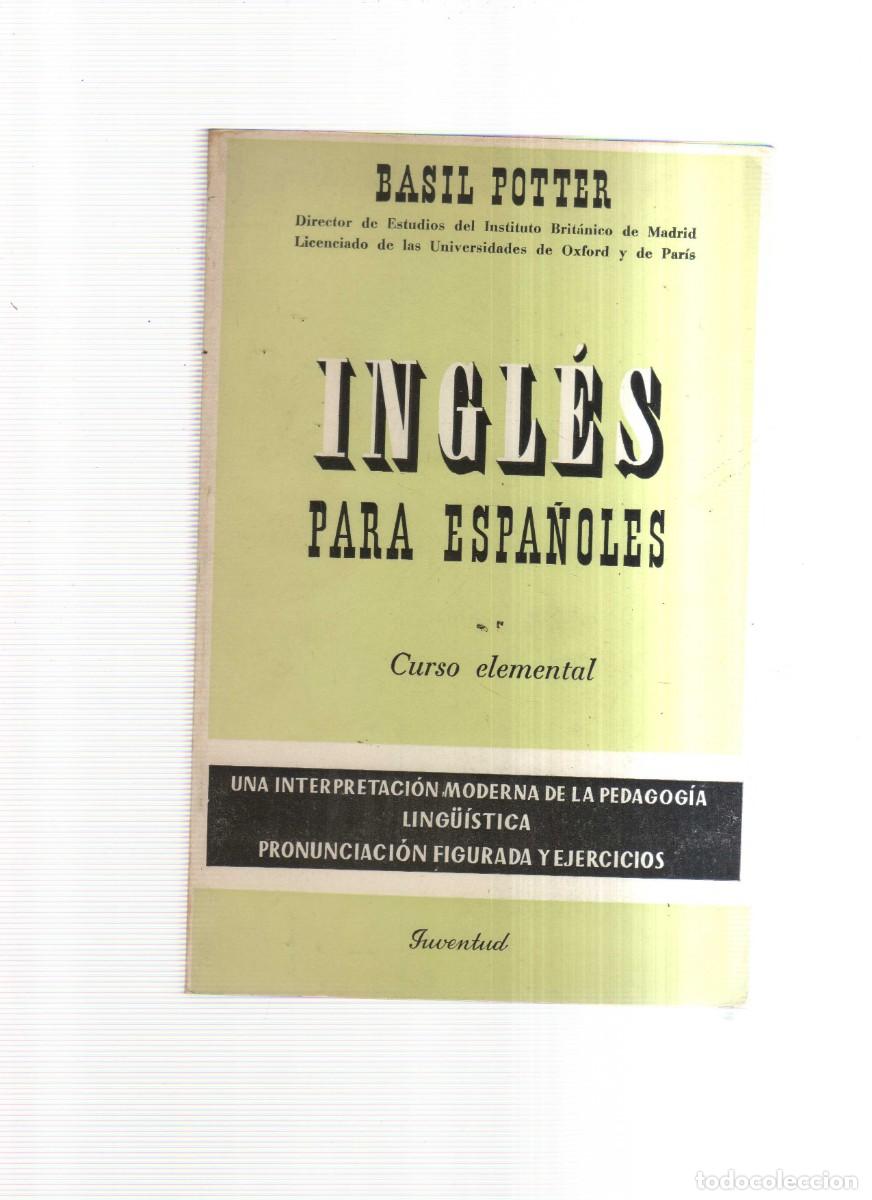 BASIL POTTER
Director de Estudios del Instituto Británico de Madrid
Licenciado de las Universidades de Oxford y de París
INGLÉS
PARA ESPAÑOLES
Curso elemental
UNA INTERPRETACIÓN MODERNA DE LA PEDAGOGÍA
LINGÜÍSTICA
PRONUNCIACIÓN FIGURADA Y EJERCICIOS
Juventud
todocoleccion